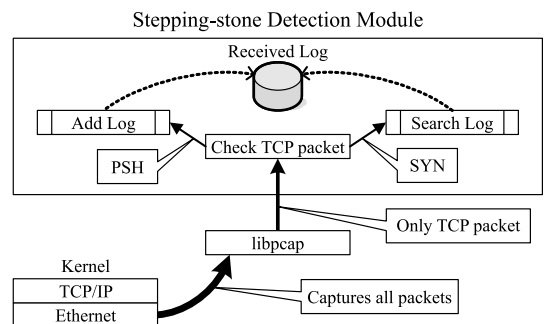 Stepping-stone Detection Module
Received Log
Add Log
Search Log
Check TCP packet
PSH
SYN
Only TCP packet
libpcap
Kernel
TCP/IP
Captures all packets
Ethernet